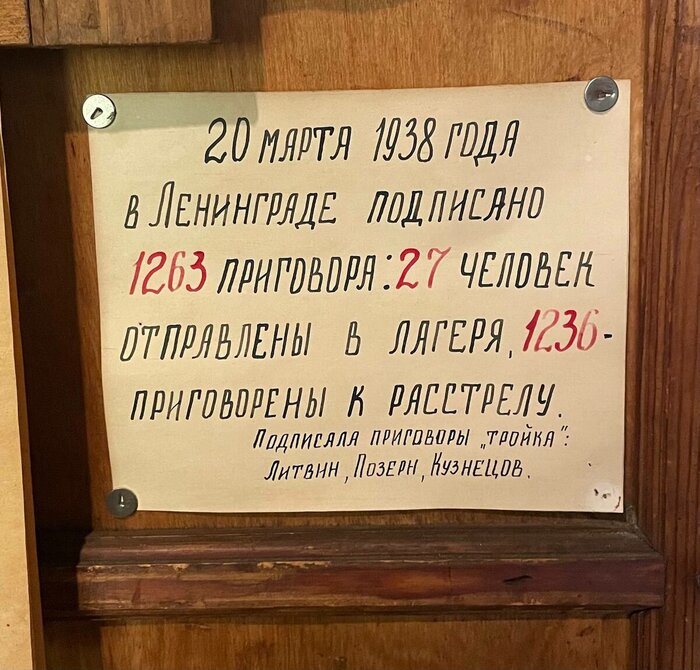 20 МАРТА 1938 ГОДА
В ЛЕНИНГРАДЕ ПОДПИСАНО
1263 ПРИГОВОРА: 27 ЧЕЛОВЕК
ОТПРАВЛЕНЫ В ЛАГЕРЯ, 1236-
ПРИГОВОРЕНЫ К РАССТРЕЛУ.
ПОДПИСАЛА ПРИГОВОРЫ „ТРОЙКА":
ЛИТВИН, ПОЗЕРН, КУЗНЕЦОВ.